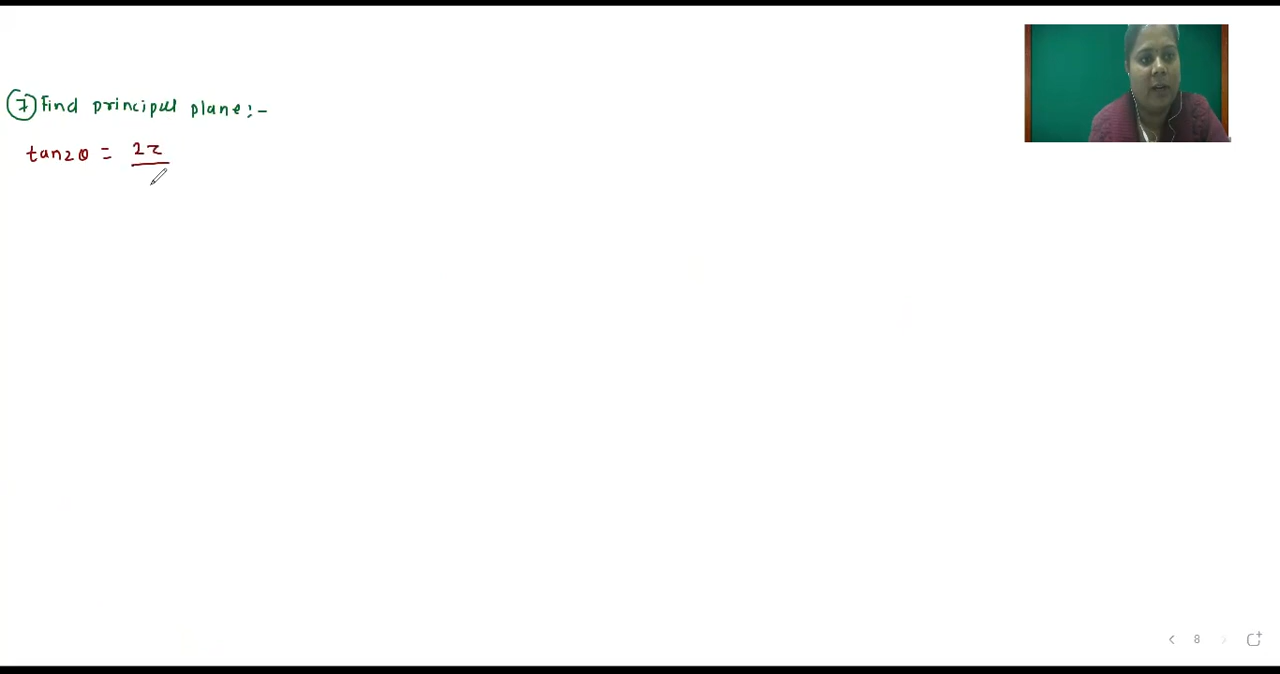 7 Find principal plane:-
tan2θ = 2τ
8